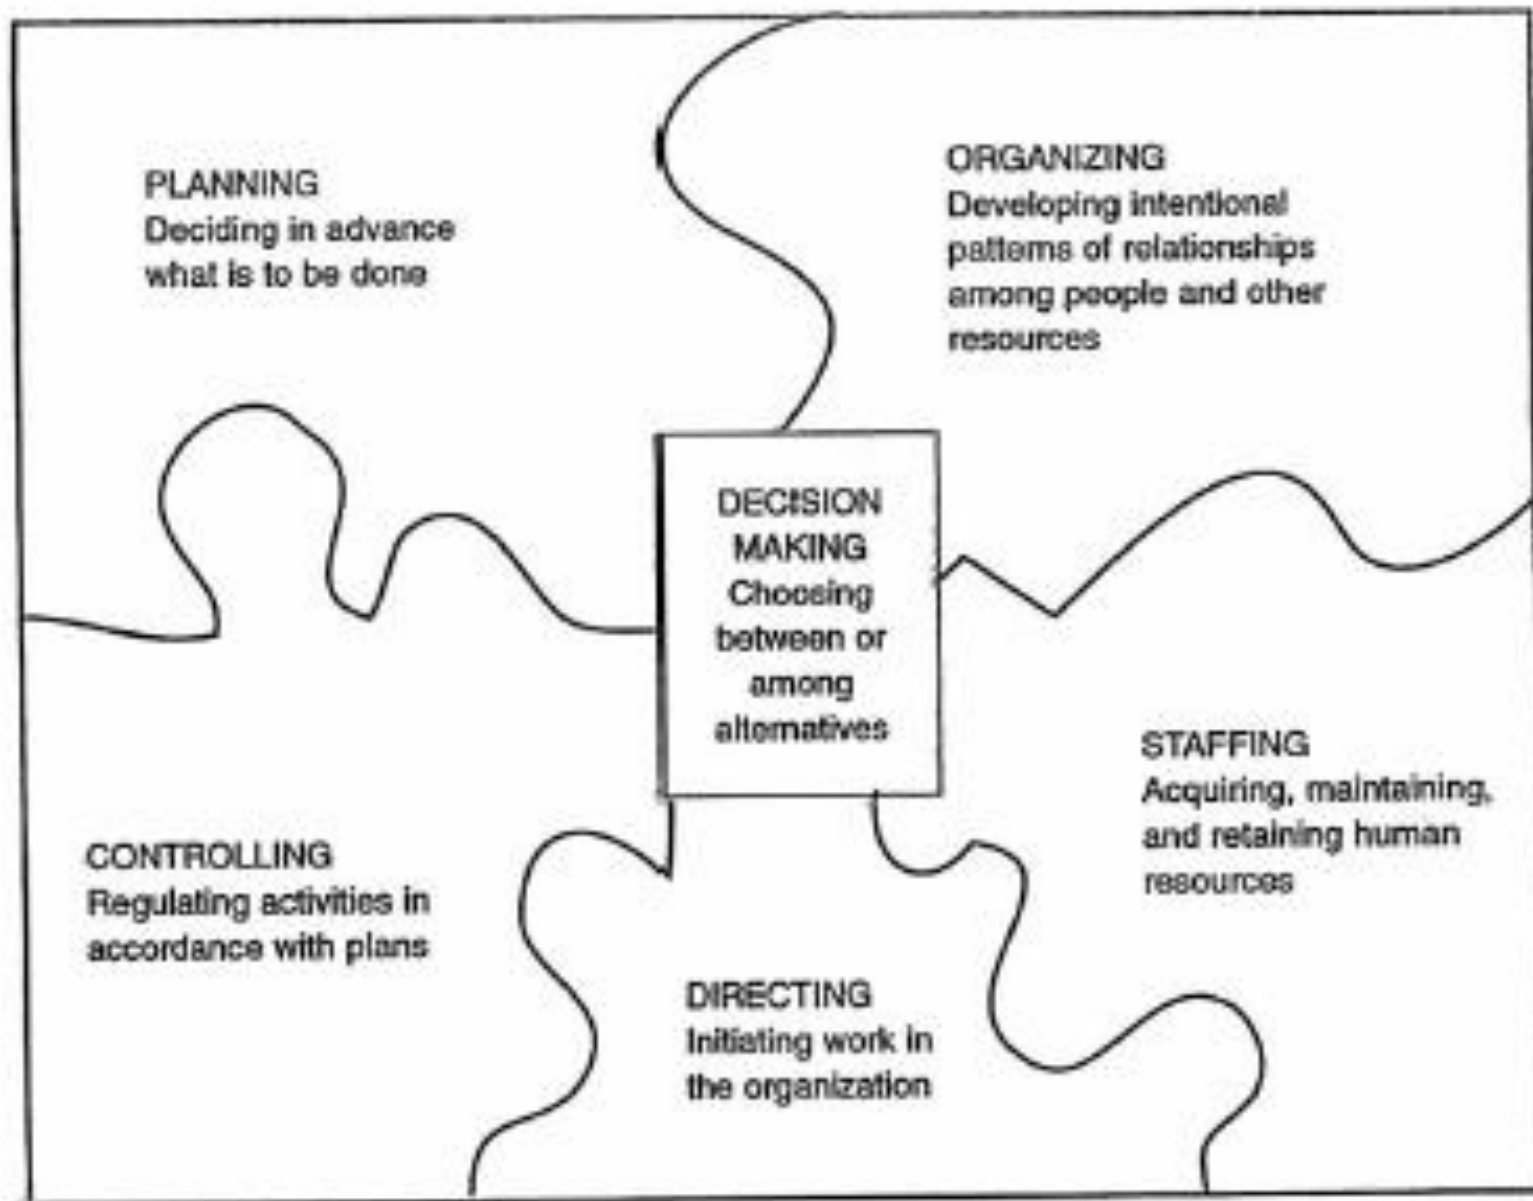 PLANNING
Deciding in advance
what is to be done
ORGANIZING
Developing intentional
patterns of relationships
among people and other
resources
DECISION
MAKING
Choosing
between or
among
alternatives
STAFFING
Acquiring, maintaining,
and retaining human
resources
CONTROLLING
Regulating activities in
accordance with plans
DIRECTING
Initiating work in
the organization